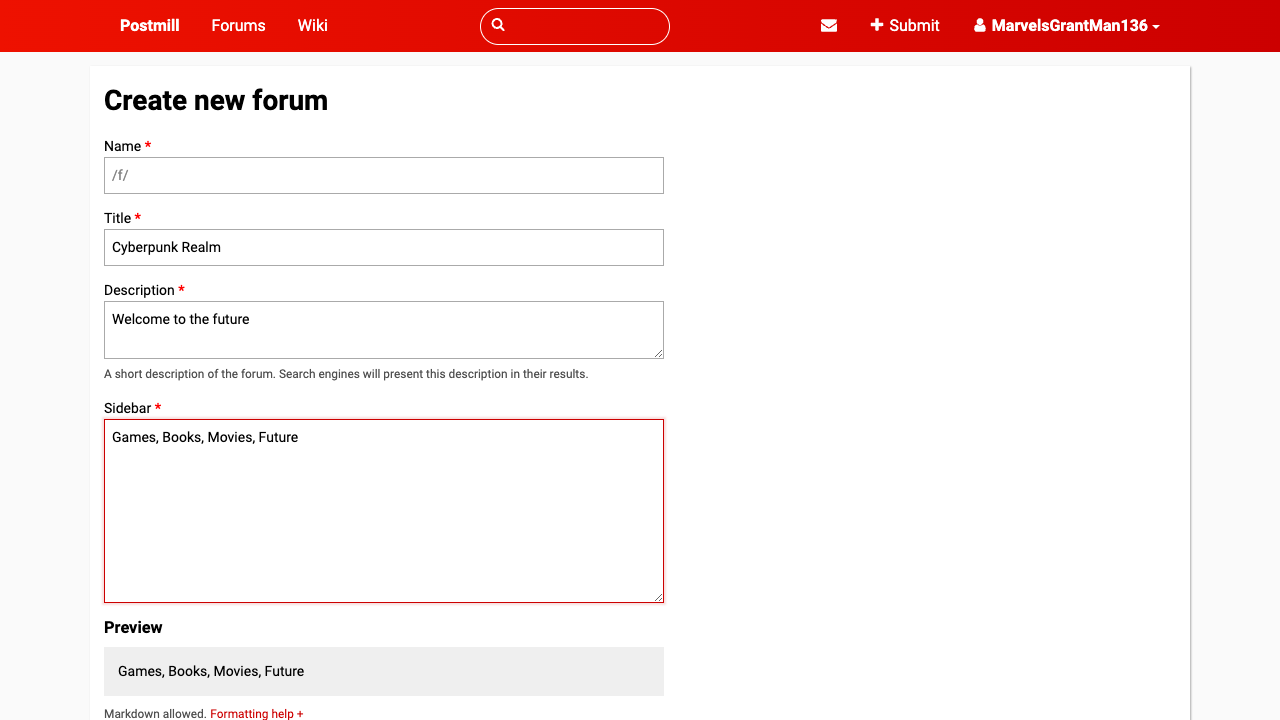 Postmill Forums Wiki Submit MarvelsGrantMan136
Create new forum
Name *
/f/
Title *
Cyberpunk Realm
Description *
Welcome to the future
A short description of the forum. Search engines will present this description in their results.
Sidebar *
Games, Books, Movies, Future
Preview
Games, Books, Movies, Future
Markdown allowed. Formatting help +